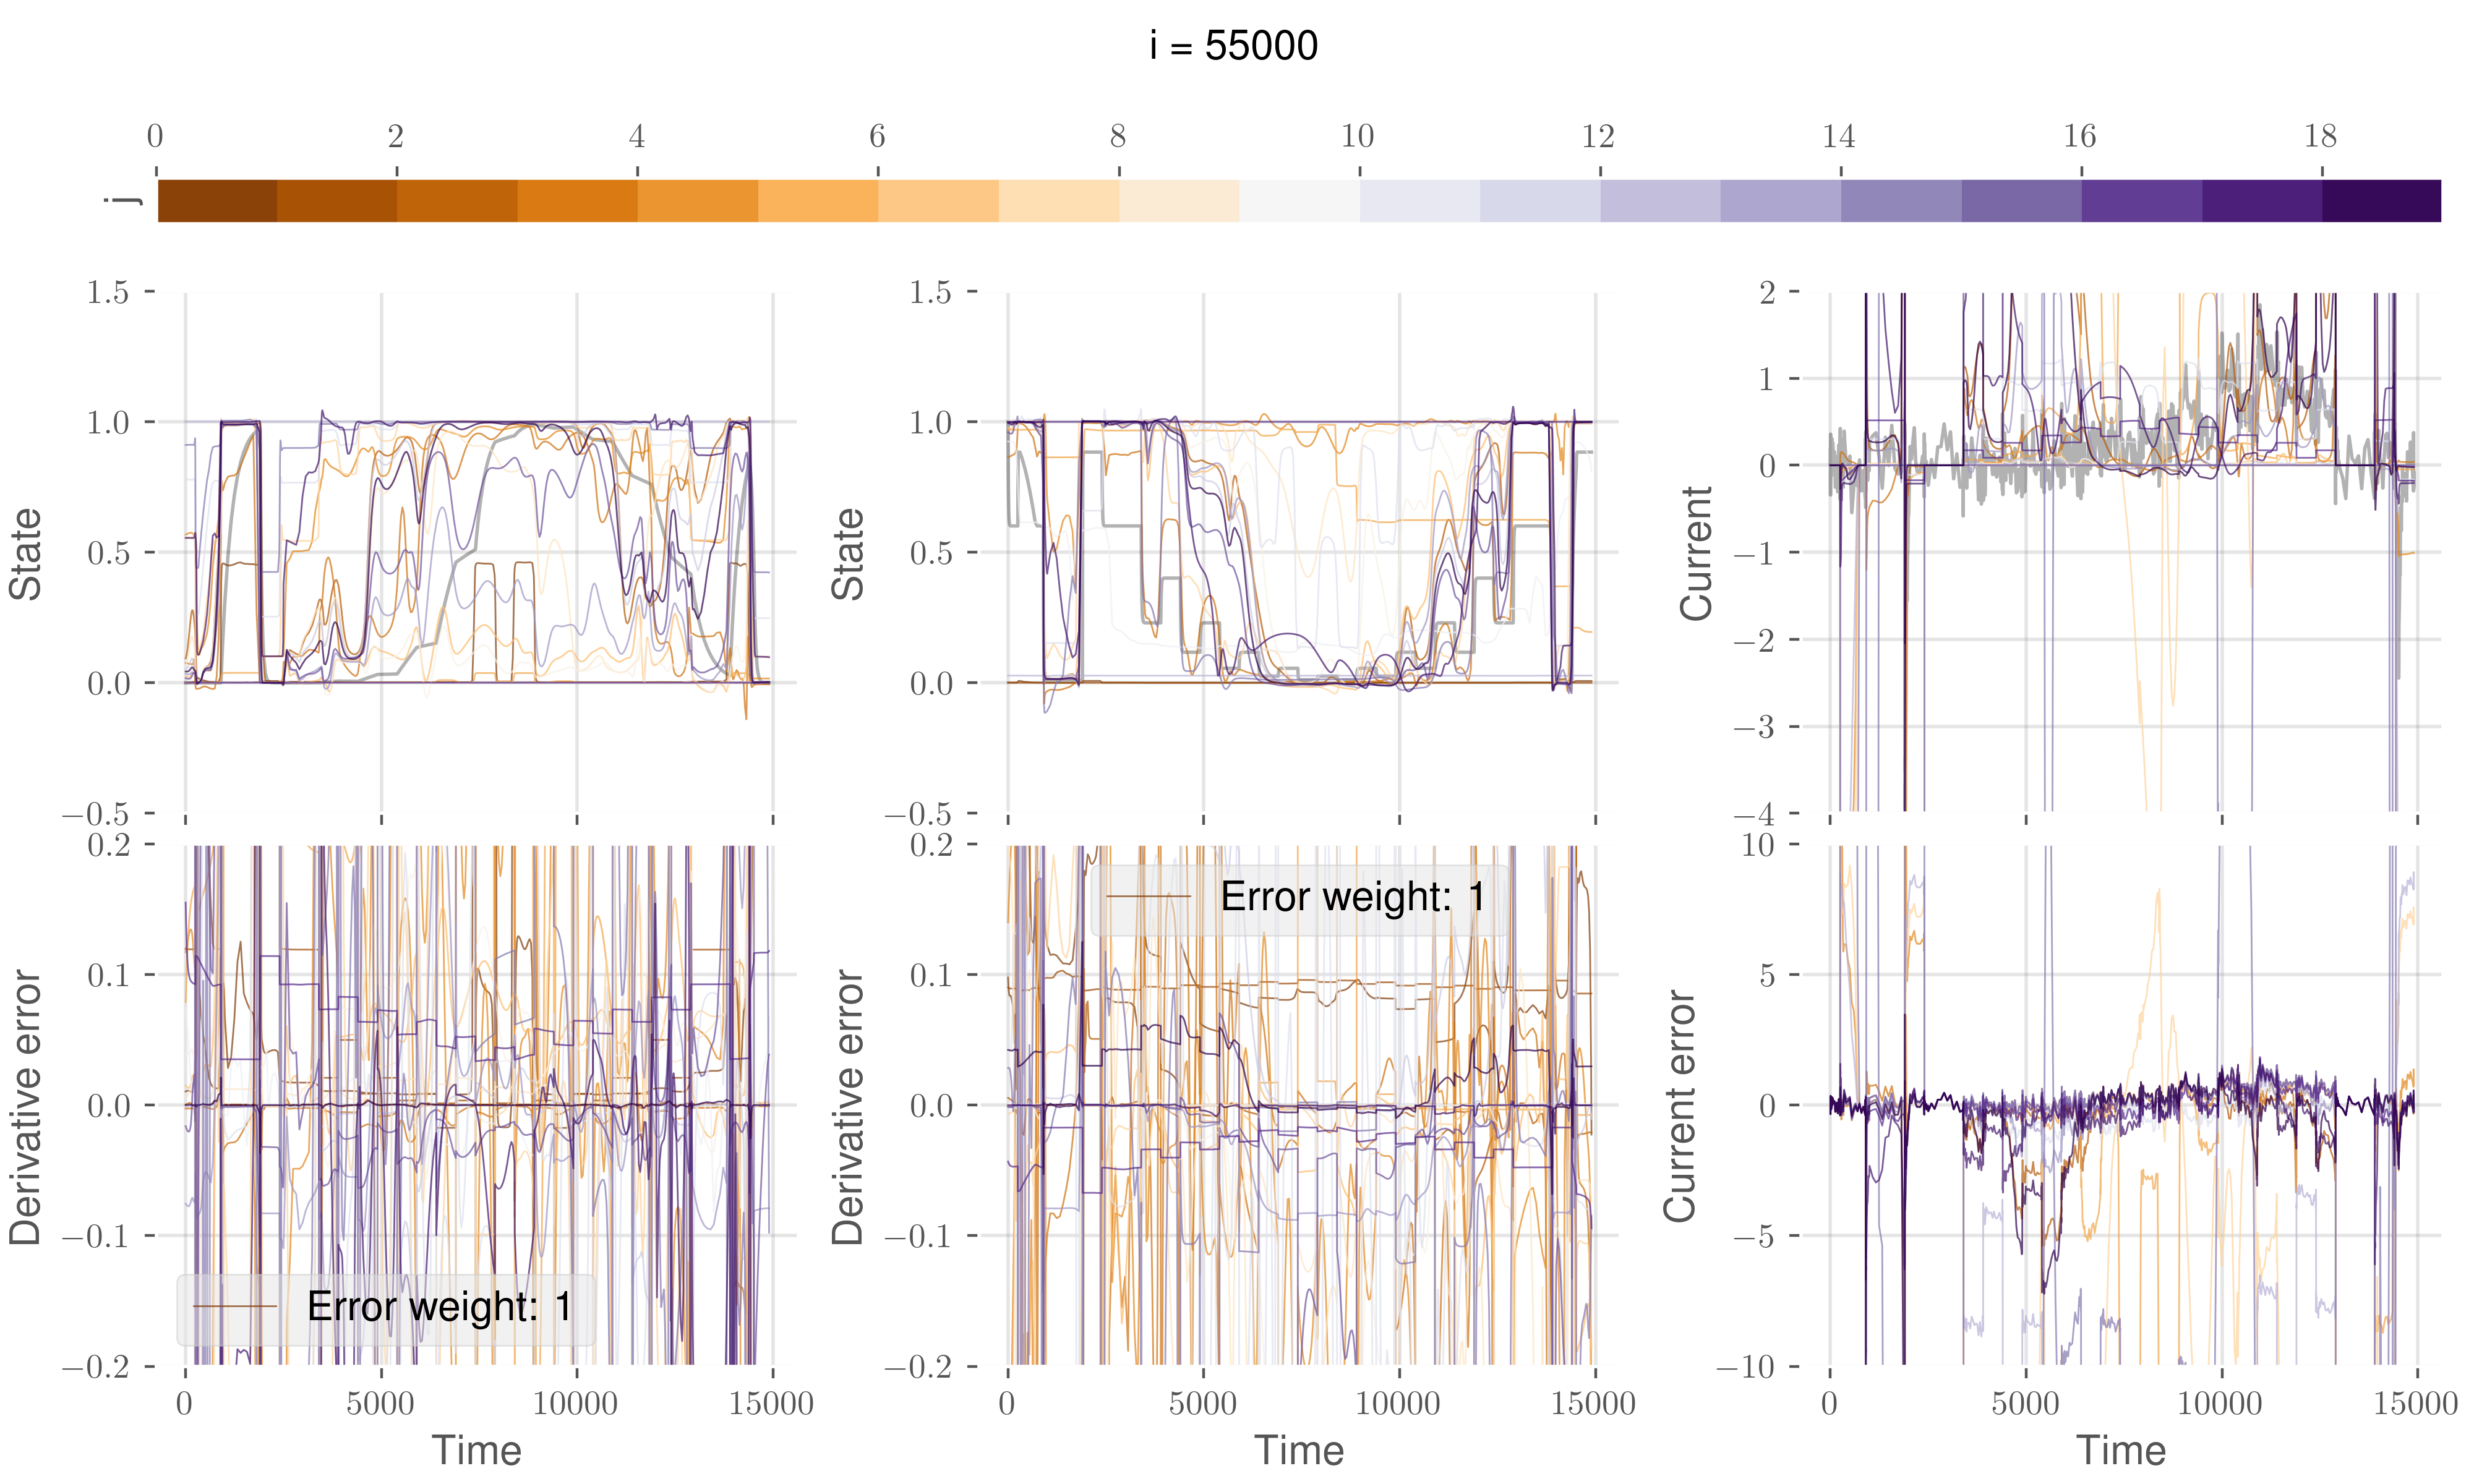 i = 55000
0 2 4 6 8 10 12 14 16 18
j
1.5 1.5 2
1.0 1.0 1
0.5 0.5 0
0.0 0.0 −1
−0.5 −0.5 −2
−3
−4
State State Current
0.2 0.2 10
0.1 0.1 5
0.0 0.0 0
−0.1 −0.1 −5
−0.2 −0.2 −10
Derivative error Derivative error Current error
Error weight: 1
Error weight: 1
0 5000 10000 15000 0 5000 10000 15000 0 5000 10000 15000
Time Time Time